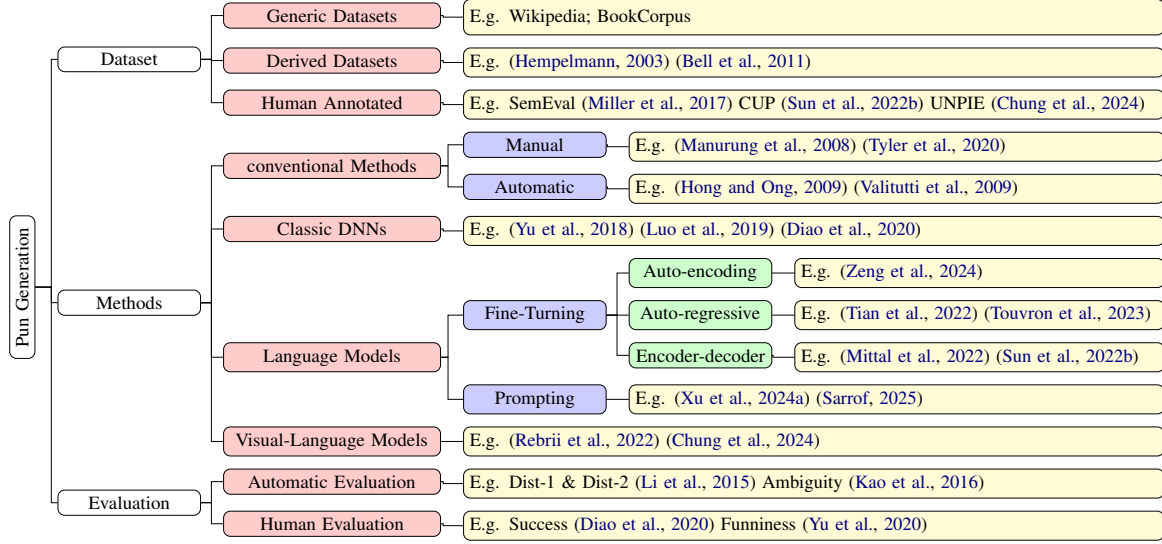 Pun Generation
Dataset
Generic Datasets
E.g. Wikipedia; BookCorpus
Derived Datasets
E.g. (Hempelmann, 2003) (Bell et al., 2011)
Human Annotated
E.g. SemEval (Miller et al., 2017) CUP (Sun et al., 2022b) UNPIE (Chung et al., 2024)
Methods
conventional Methods
Manual
E.g. (Manurung et al., 2008) (Tyler et al., 2020)
Automatic
E.g. (Hong and Ong, 2009) (Valitutti et al., 2009)
Classic DNNs
E.g. (Yu et al., 2018) (Luo et al., 2019) (Diao et al., 2020)
Language Models
Fine-Turning
Auto-encoding
E.g. (Zeng et al., 2024)
Auto-regressive
E.g. (Tian et al., 2022) (Touvron et al., 2023
Encoder-decoder
E.g. (Mittal et al., 2022) (Sun et al., 2022b)
Prompting
E.g. (Xu et al., 2024a) (Sarrof, 2025)
Visual-Language Models
E.g. (Rebrii et al., 2022) (Chung et al., 2024)
Evaluation
Automatic Evaluation
E.g. Dist-1 & Dist-2 (Li et al., 2015) Ambiguity (Kao et al., 2016)
Human Evaluation
E.g. Success (Diao et al., 2020) Funniness (Yu et al., 2020)